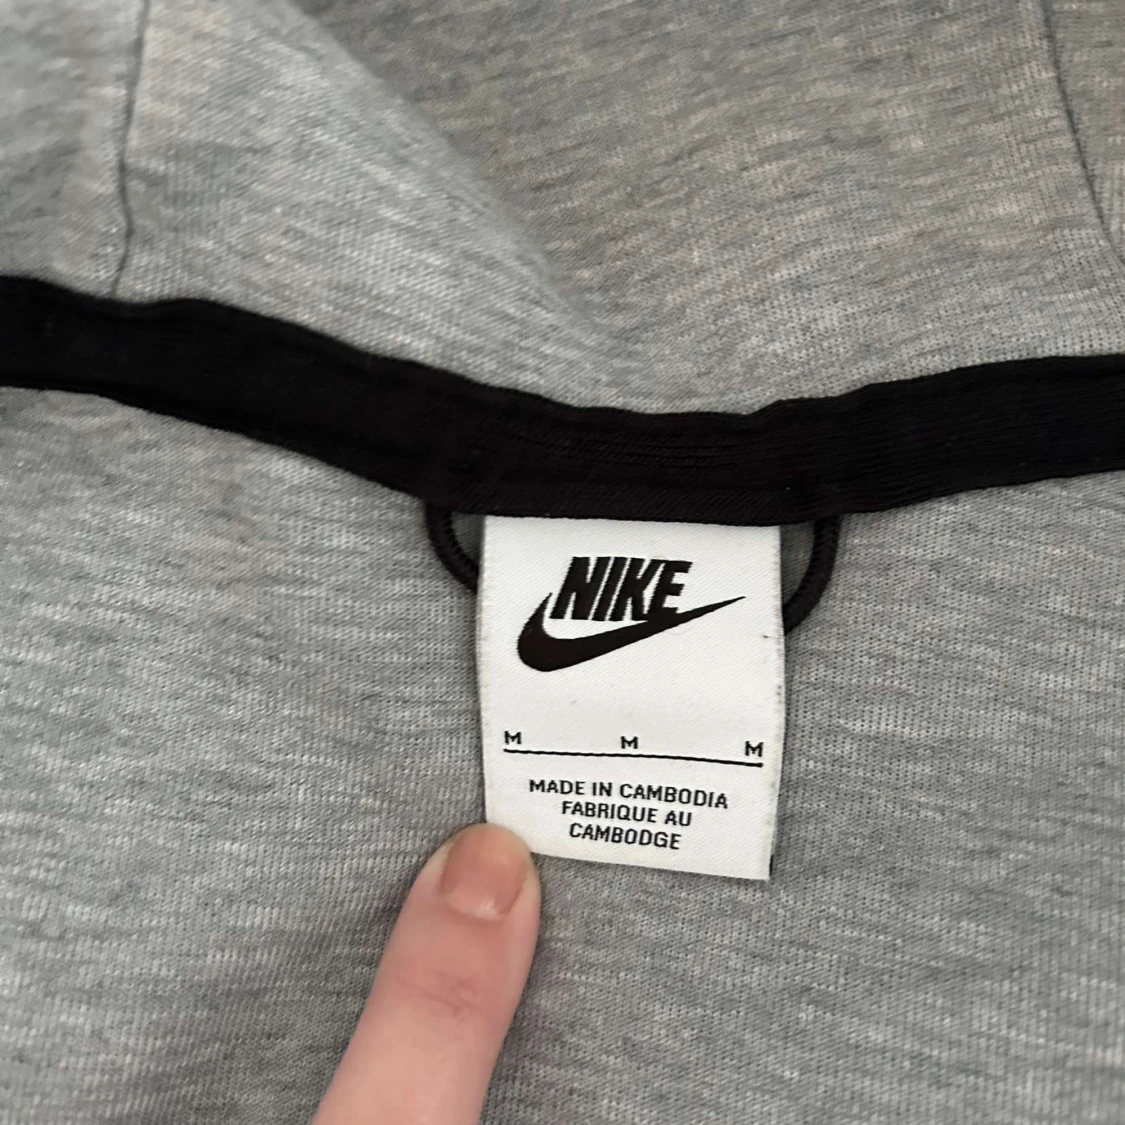 NIKE
M M M
MADE IN CAMBODIA
FABRIQUE AU
CAMBODGE